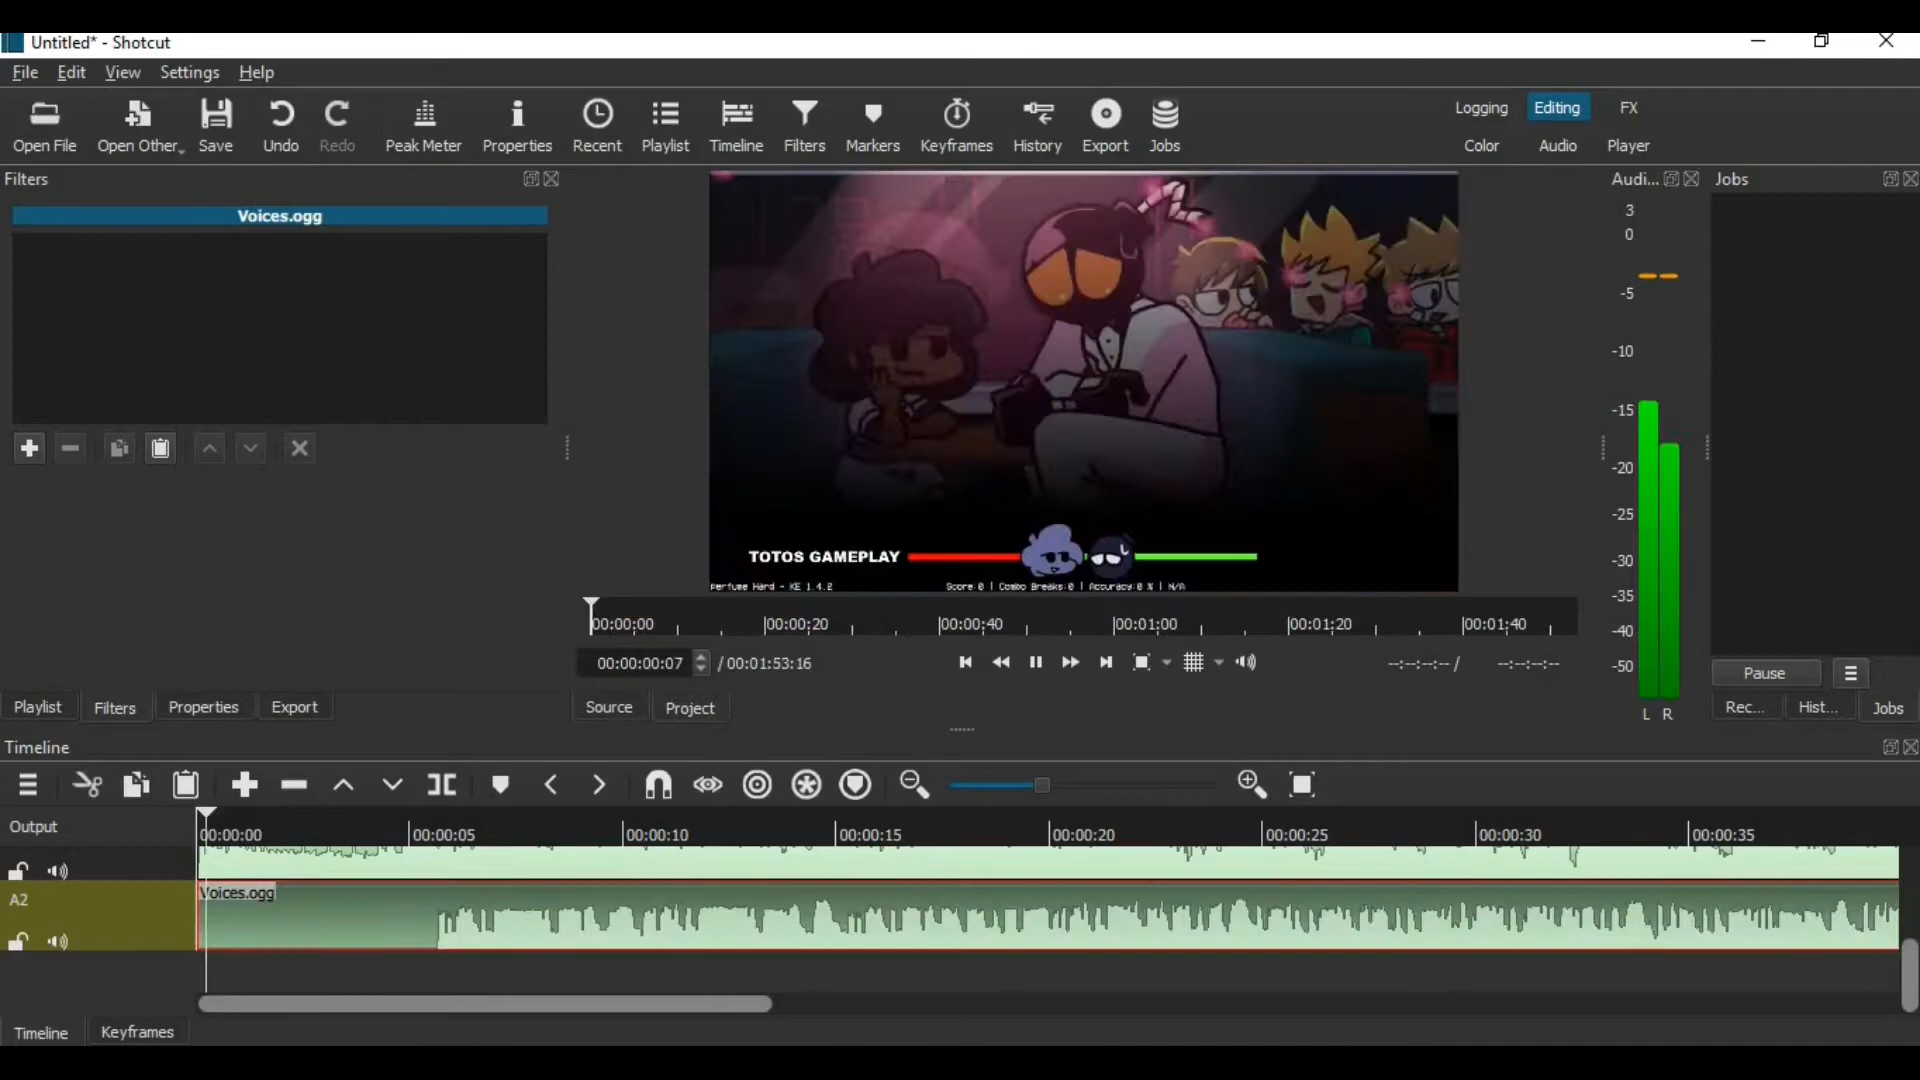 Untitled* - Shotcut
File Edit View Settings Help
Open File Open Other... Save Undo Redo Peak Meter Properties Recent Playlist Timeline Filters Markers Keyframes History Export Jobs
Logging Editing FX
Color Audio Player
Filters
Audi...
Jobs
Voices.ogg
3
0
-5
-10
-15
-20
-25
-30
-35
-40
-50
L R
TOTOS GAMEPLAY
Perfume Hard - KE 1.4.2
Score:0 | Combo Breaks:0 | Accuracy:0 % | N/A
00:00:00 00:00:20 00:00:40 00:01:00 00:01:20 00:01:40
00:00:00:07 / 00:01:53:16
--:--:--:-- / --:--:--:--
Pause
Playlist Filters Properties Export
Source Project
Rec... Hist... Jobs
Timeline
Output
00:00:00 00:00:05 00:00:10 00:00:15 00:00:20 00:00:25 00:00:30 00:00:35
A2
Voices.ogg
Timeline Keyframes